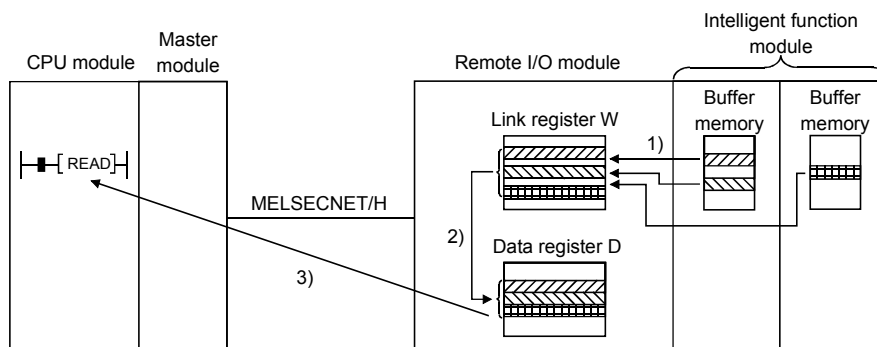 Intelligent function
module
CPU module
Master
module
Remote I/O module
Buffer
memory
Buffer
memory
Link register W
1)
READ
MELSECNET/H
2)
Data register D
3)